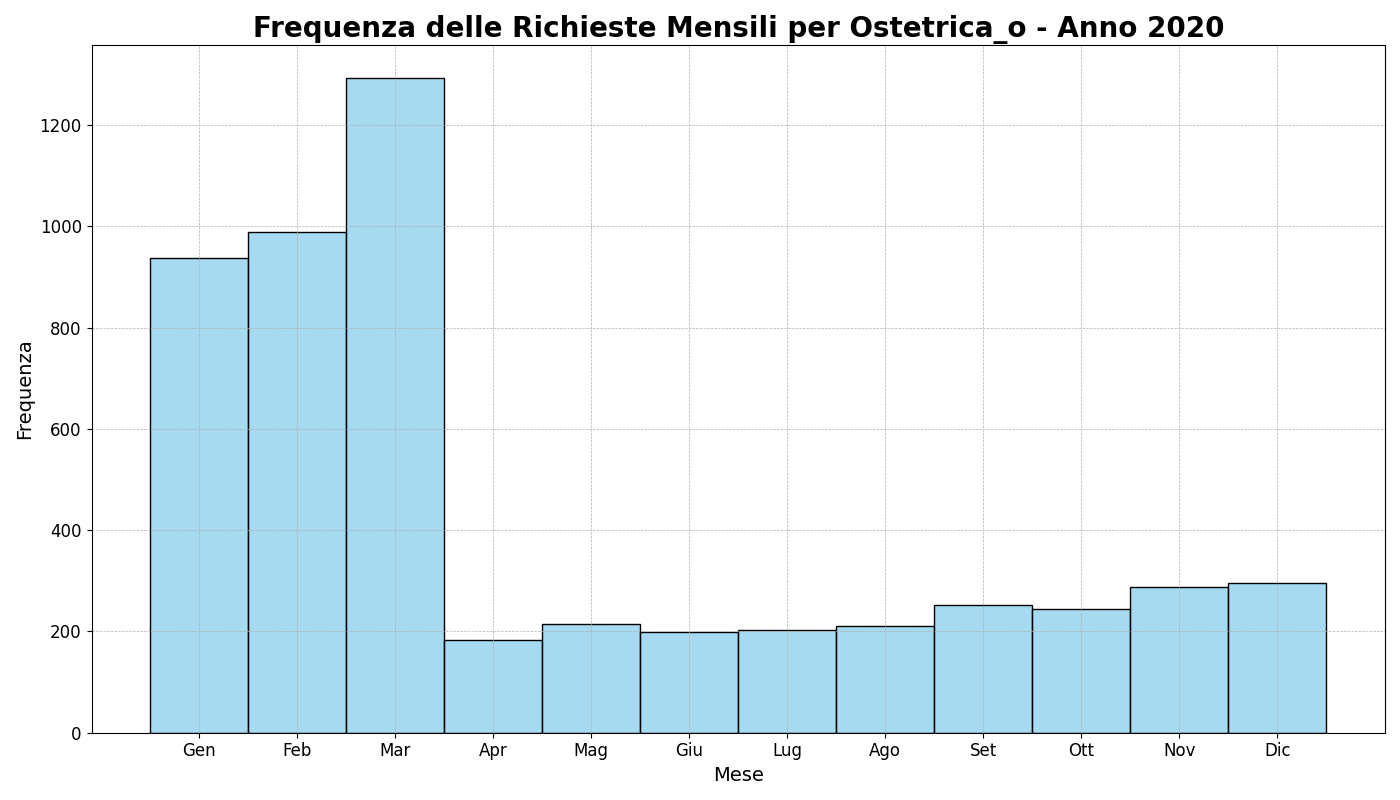 Frequenza delle Richieste Mensili per Ostetrica_o - Anno 2020
Frequenza
1200
1000
800
600
400
200
0
Gen Feb Mar Apr Mag Giu Lug Ago Set Ott Nov Dic
Mese